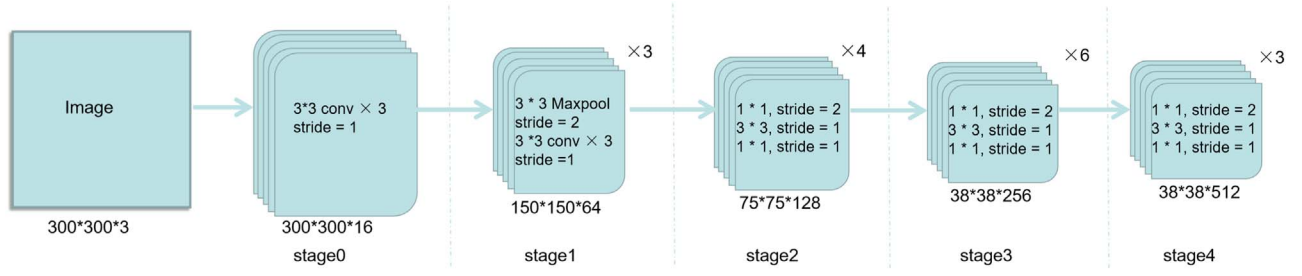 Image
300*300*3
3*3 conv × 3
stride = 1
300*300*16
stage0
×3
3 * 3 Maxpool
stride = 2
3 *3 conv × 3
stride =1
150*150*64
stage1
×4
1 * 1, stride = 2
3 * 3, stride = 1
1 * 1, stride = 1
75*75*128
stage2
×6
1 * 1, stride = 2
3 * 3, stride = 1
1 * 1, stride = 1
38*38*256
stage3
×3
1 * 1, stride = 2
3 * 3, stride = 1
1 * 1, stride = 1
38*38*512
stage4